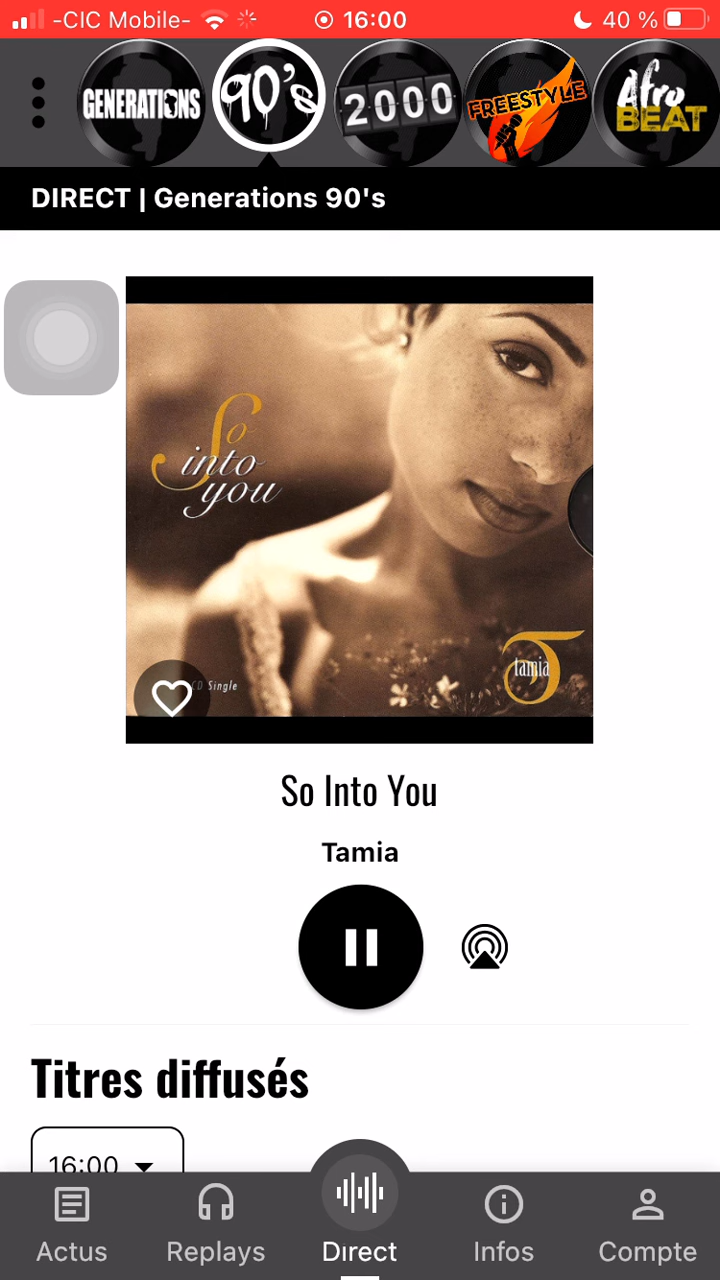 -CIC Mobile-
16:00
40 %
GENERATIONS
90's
2000
FREESTYLE
Afro
BEAT
DIRECT | Generations 90's
So
into
you
tamia
CD Single
So Into You
Tamia
Titres diffusés
16:00
Actus
Replays
Direct
Infos
Compte